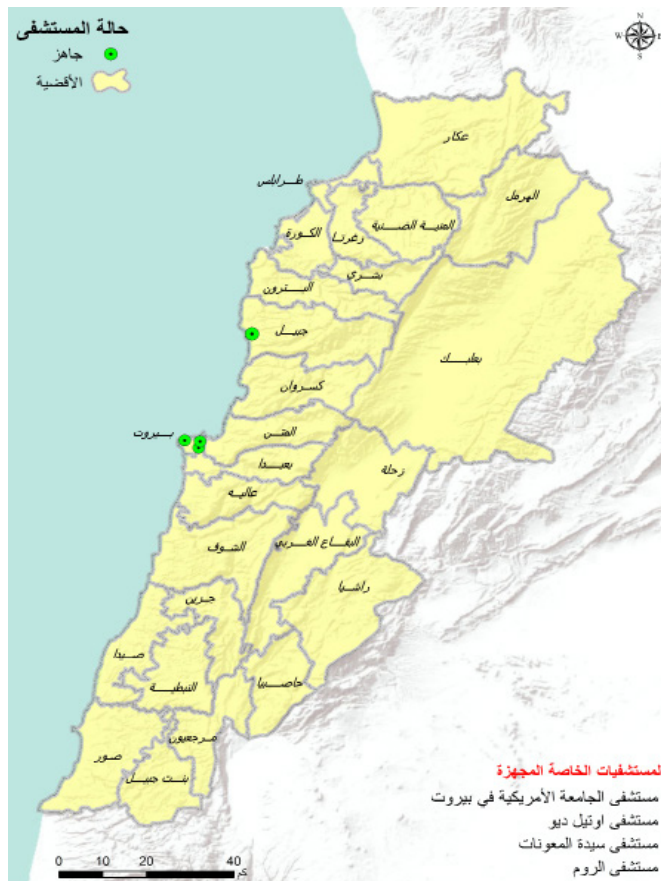 حالة المستشفى
جاهز
الأقضية
N
W E
S
عكار
طرابلس
الهرمل
المنية الضنية
زغرتا
الكورة
بشري
البترون
جبيل
بعلبك
كسروان
المتن
بيروت
بعبدا
زحلة
عاليه
البقاع الغربي
الشوف
راشيا
جزين
صيدا
حاصبيا
النبطية
مرجعيون
صور
بنت جبيل
لمستشفيات الخاصة المجهزة
مستشفى الجامعة الأمريكية في بيروت
مستشفى اوتيل ديو
مستشفى سيدة المعونات
مستشفى الروم
0 10 20 40
كم